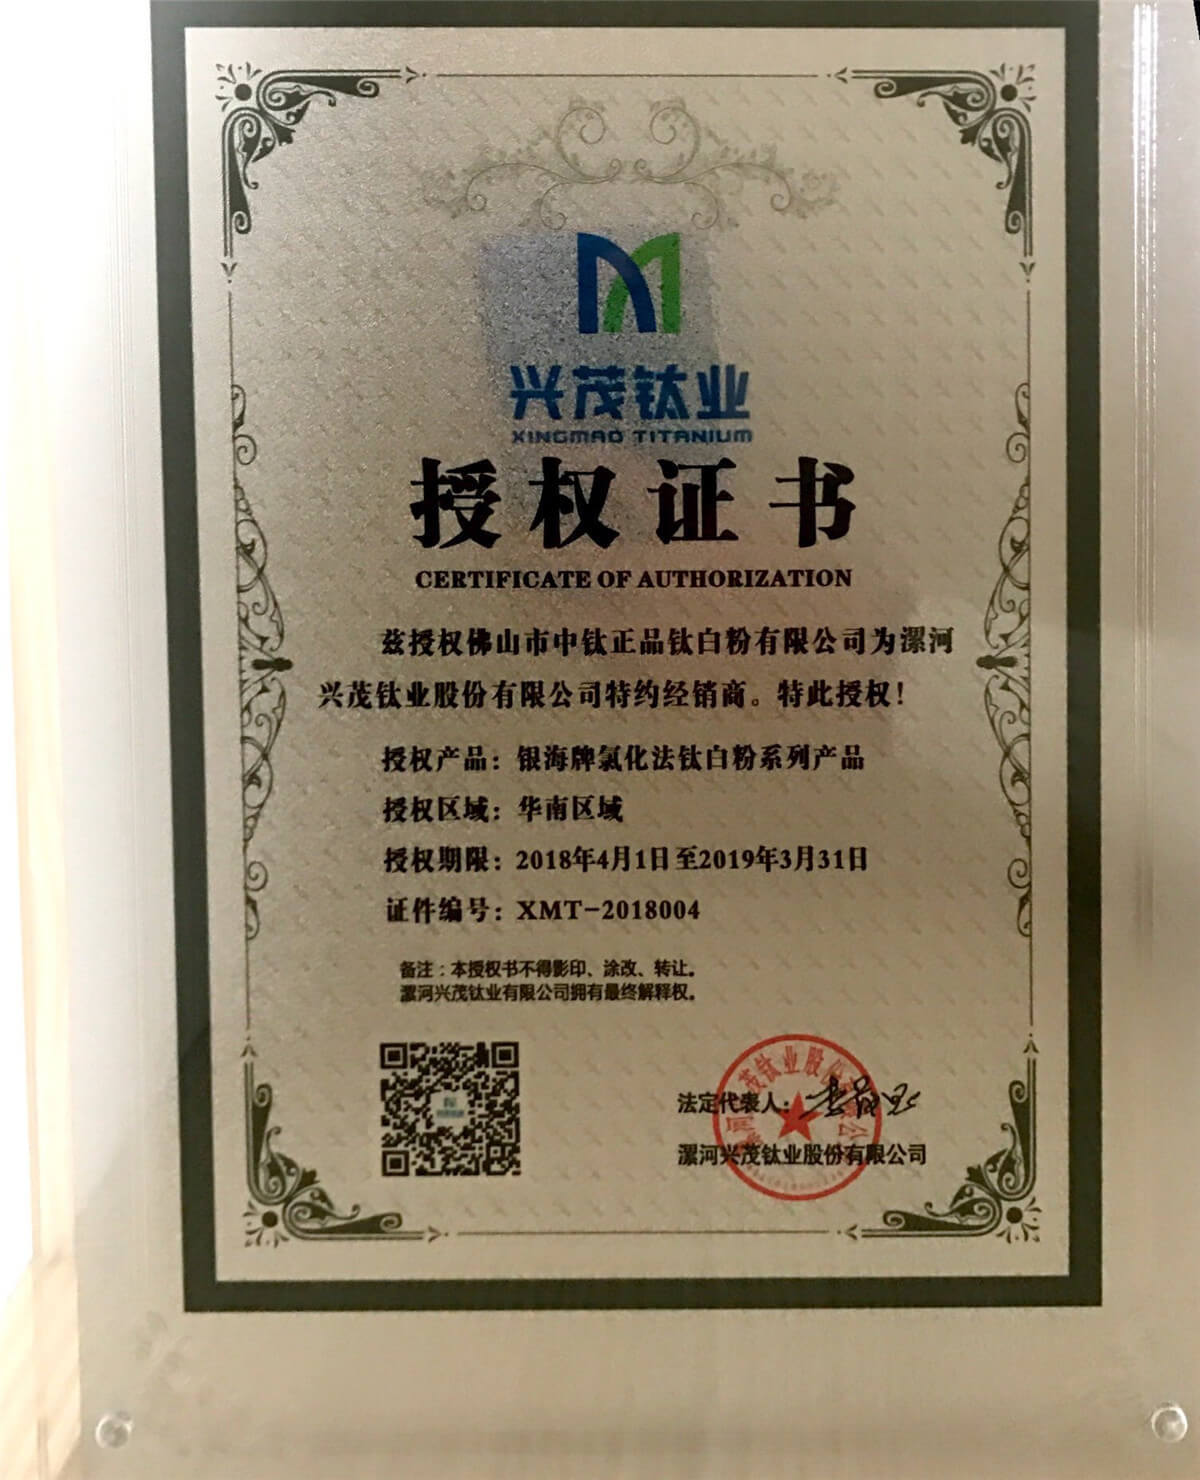 兴茂钛业
XINGMAO TITANIUM
授权证书
CERTIFICATE OF AUTHORIZATION
兹授权佛山市中钛正品钛白粉有限公司为漯河
兴茂钛业股份有限公司特约经销商。特此授权！
授权产品：银海牌氯化法钛白粉系列产品
授权区域：华南区域
授权期限：2018年4月1日至2019年3月31日
证件编号：XMT-2018004
备注：本授权书不得影印、涂改、转让。
漯河兴茂钛业有限公司拥有最终解释权。
法定代表人：
漯河兴茂钛业股份有限公司